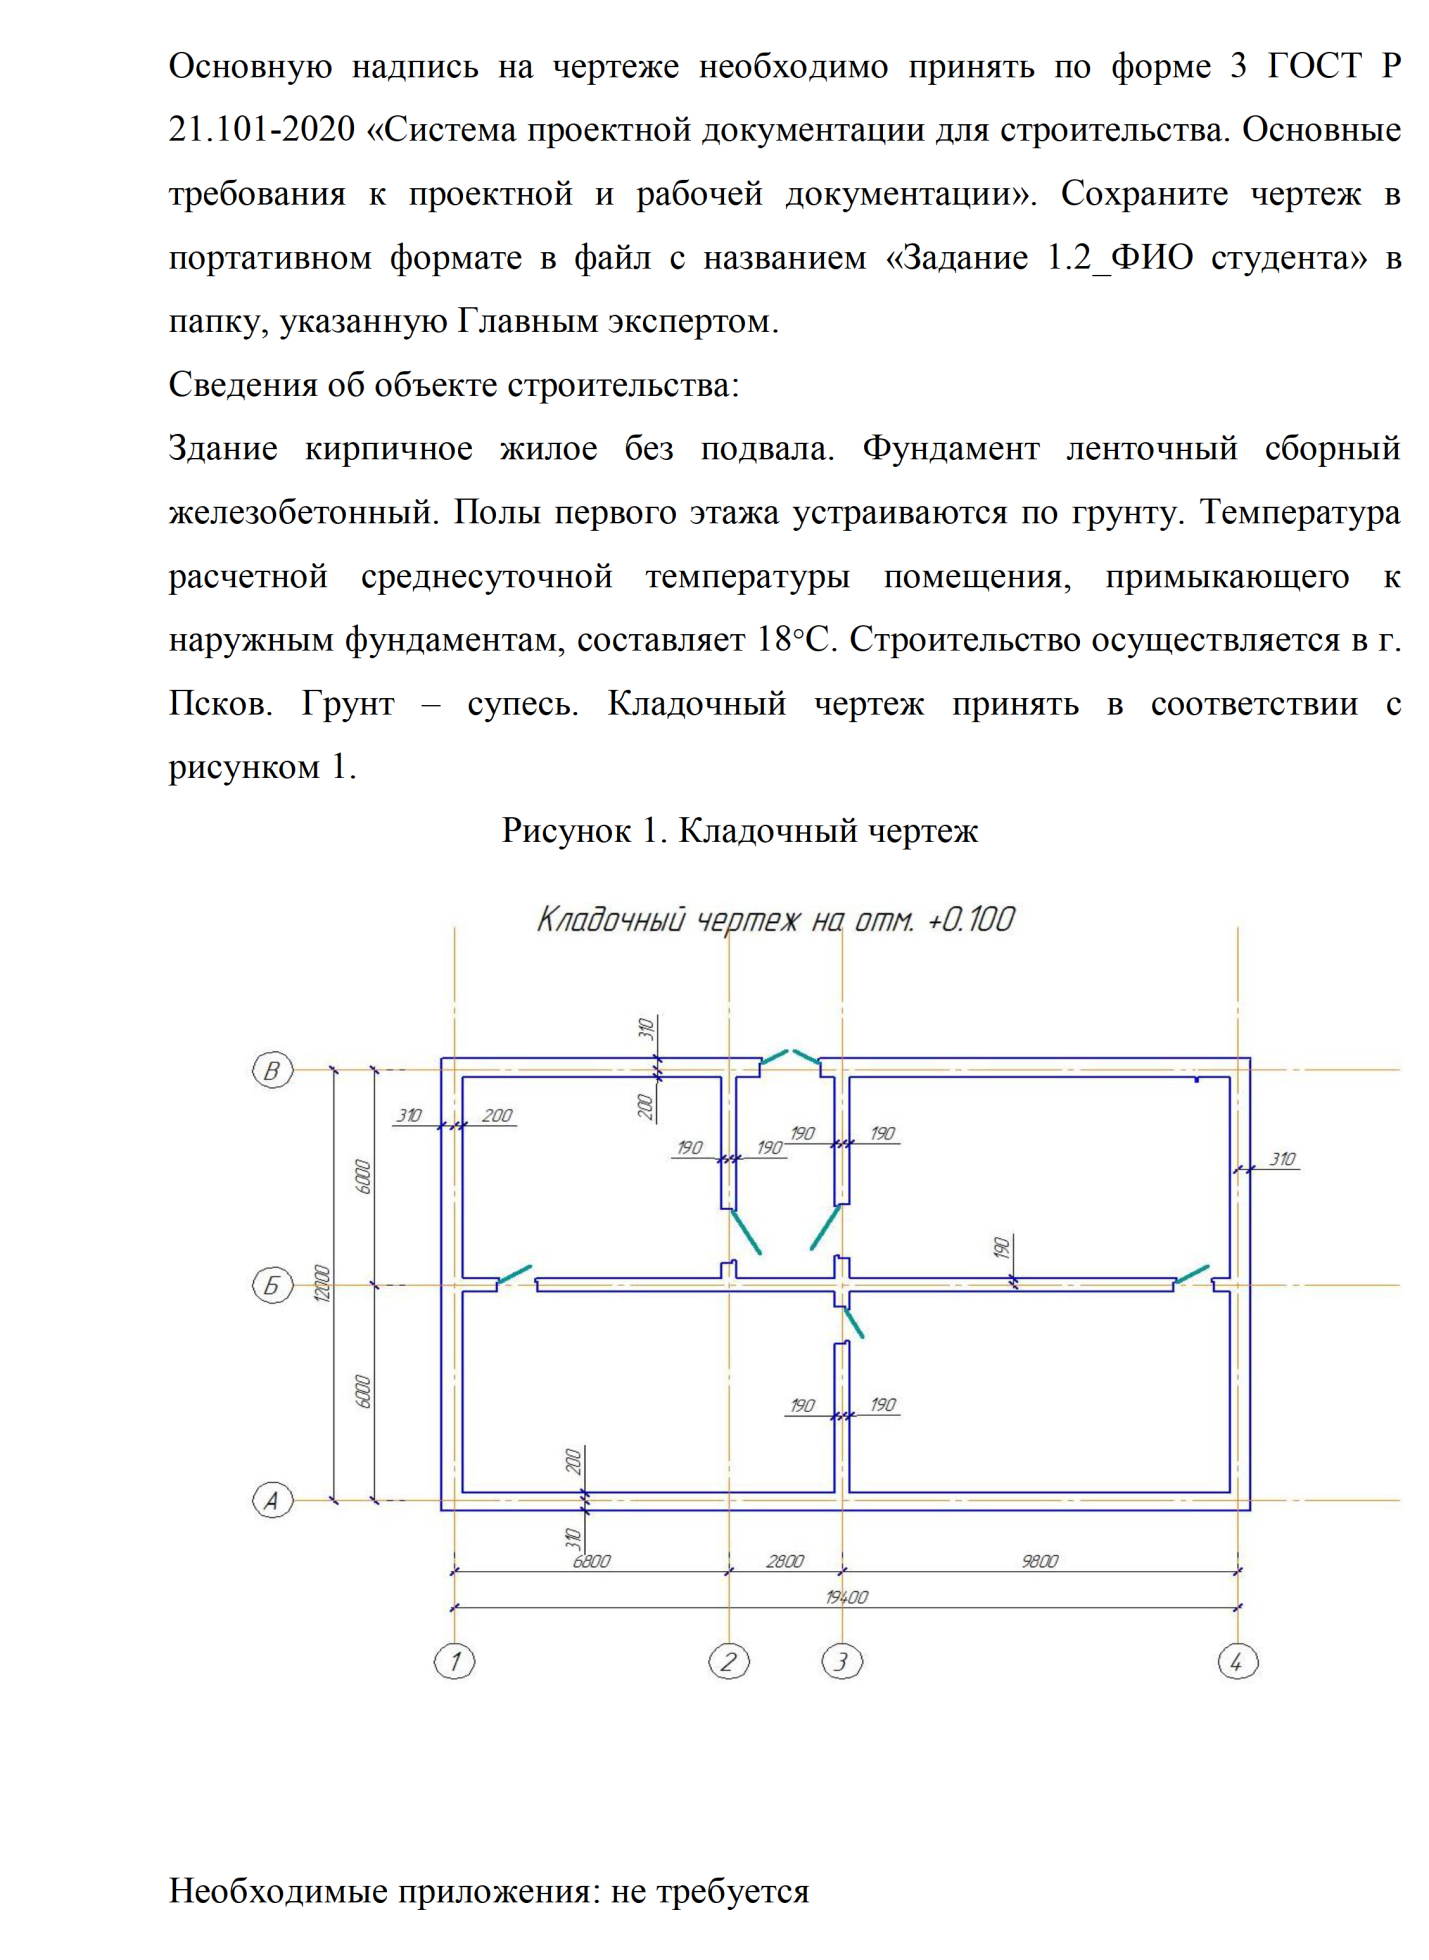 Основную надпись на чертеже необходимо принять по форме 3 ГОСТ Р
21.101-2020 «Система проектной документации для строительства. Основные
требования к проектной и рабочей документации». Сохраните чертеж в
портативном формате в файл с названием «Задание 1.2_ФИО студента» в
папку, указанную Главным экспертом.
Сведения об объекте строительства:
Здание кирпичное жилое без подвала. Фундамент ленточный сборный
железобетонный. Полы первого этажа устраиваются по грунту. Температура
расчетной среднесуточной температуры помещения, примыкающего к
наружным фундаментам, составляет 18°С. Строительство осуществляется в г.
Псков. Грунт – супесь. Кладочный чертеж принять в соответствии с
рисунком 1.
Рисунок 1. Кладочный чертеж
Кладочный чертеж на отм. +0.100
310
В
200
310
200
190
190
190
190
310
6000
190
Б
12000
6000
190
190
200
А
310
6800
2800
9800
19400
1
2
3
4
Необходимые приложения: не требуется